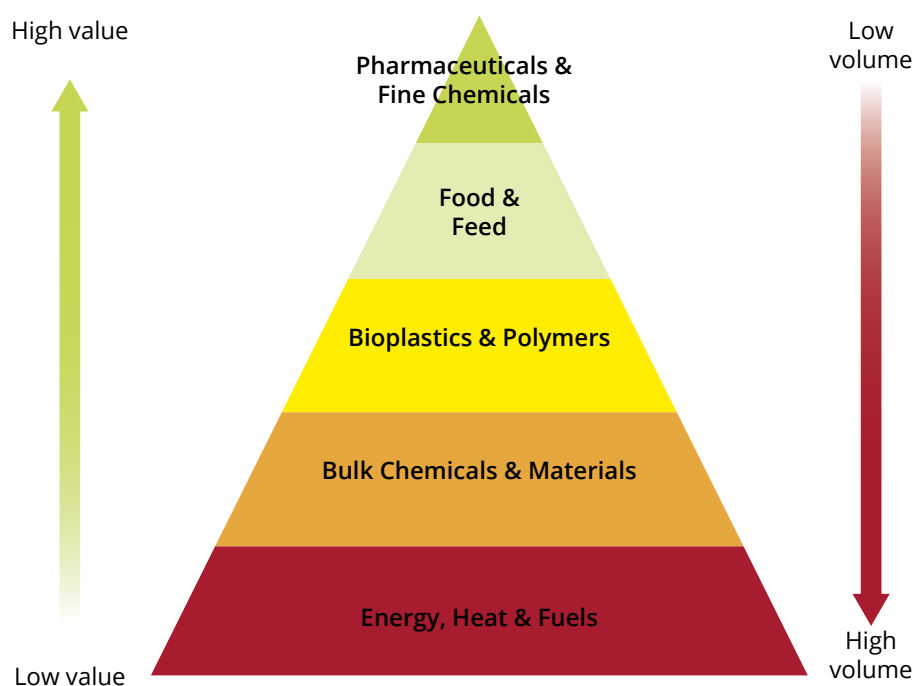 High value
Low
volume
Pharmaceuticals &
Fine Chemicals
Food &
Feed
Bioplastics & Polymers
Bulk Chemicals & Materials
Energy, Heat & Fuels
Low value
High
volume